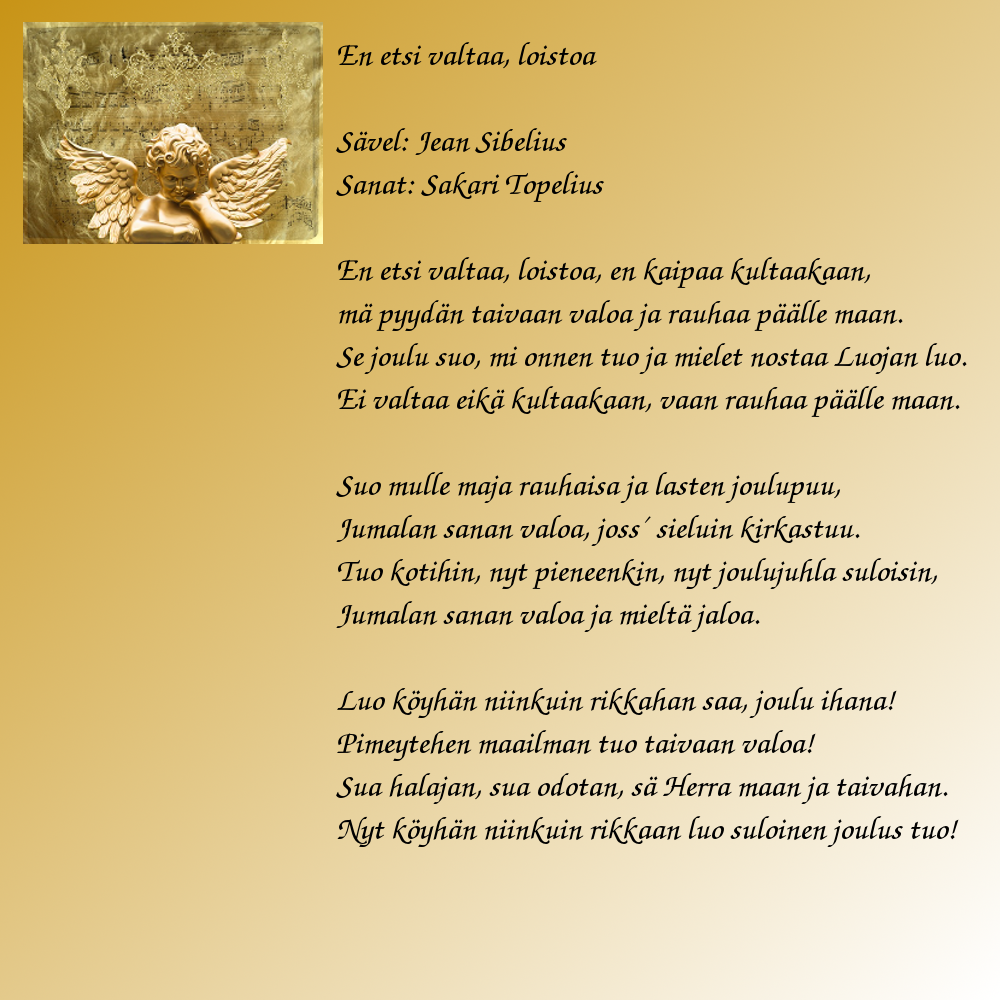 En etsi valtaa, loistoa
Sävel: Jean Sibelius
Sanat: Sakari Topelius
En etsi valtaa, loistoa, en kaipaa kultaakaan,
mä pyydän taivaan valoa ja rauhaa päälle maan.
Se joulu suo, mi onnen tuo ja mielet nostaa Luojan luo.
Ei valtaa eikä kultaakaan, vaan rauhaa päälle maan.
Suo mulle maja rauhaisa ja lasten joulupuu,
Jumalan sanan valoa, joss´ sieluin kirkastuu.
Tuo kotihin, nyt pieneenkin, nyt joulujuhla suloisin,
Jumalan sanan valoa ja mieltä jaloa.
Luo köyhän niinkuin rikkahan saa, joulu ihana!
Pimeytehen maailman tuo taivaan valoa!
Sua halajan, sua odotan, sä Herra maan ja taivahan.
Nyt köyhän niinkuin rikkaan luo suloinen joulus tuo!